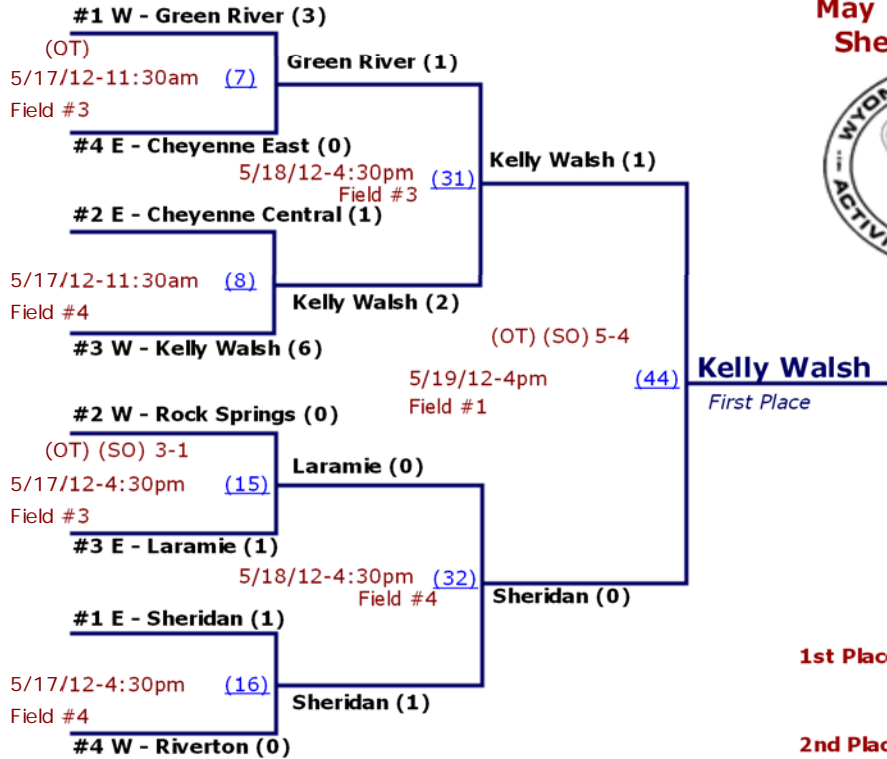 #1 W - Green River (3)
(OT)
5/17/12-11:30am (7)
Field #3
#4 E - Cheyenne East (0)
Green River (1)
5/18/12-4:30pm (31)
Field #3
#2 E - Cheyenne Central (1)
5/17/12-11:30am (8)
Field #4
#3 W - Kelly Walsh (6)
Kelly Walsh (2)
Kelly Walsh (1)
(OT) (SO) 5-4
5/19/12-4pm (44)
Field #1
Kelly Walsh
First Place
#2 W - Rock Springs (0)
(OT) (SO) 3-1
5/17/12-4:30pm (15)
Field #3
#3 E - Laramie (1)
Laramie (0)
5/18/12-4:30pm (32)
Field #4
Sheridan (0)
#1 E - Sheridan (1)
5/17/12-4:30pm (16)
Field #4
#4 W - Riverton (0)
Sheridan (1)
May
She
WYON
ACTIVI
1st Place
2nd Plac